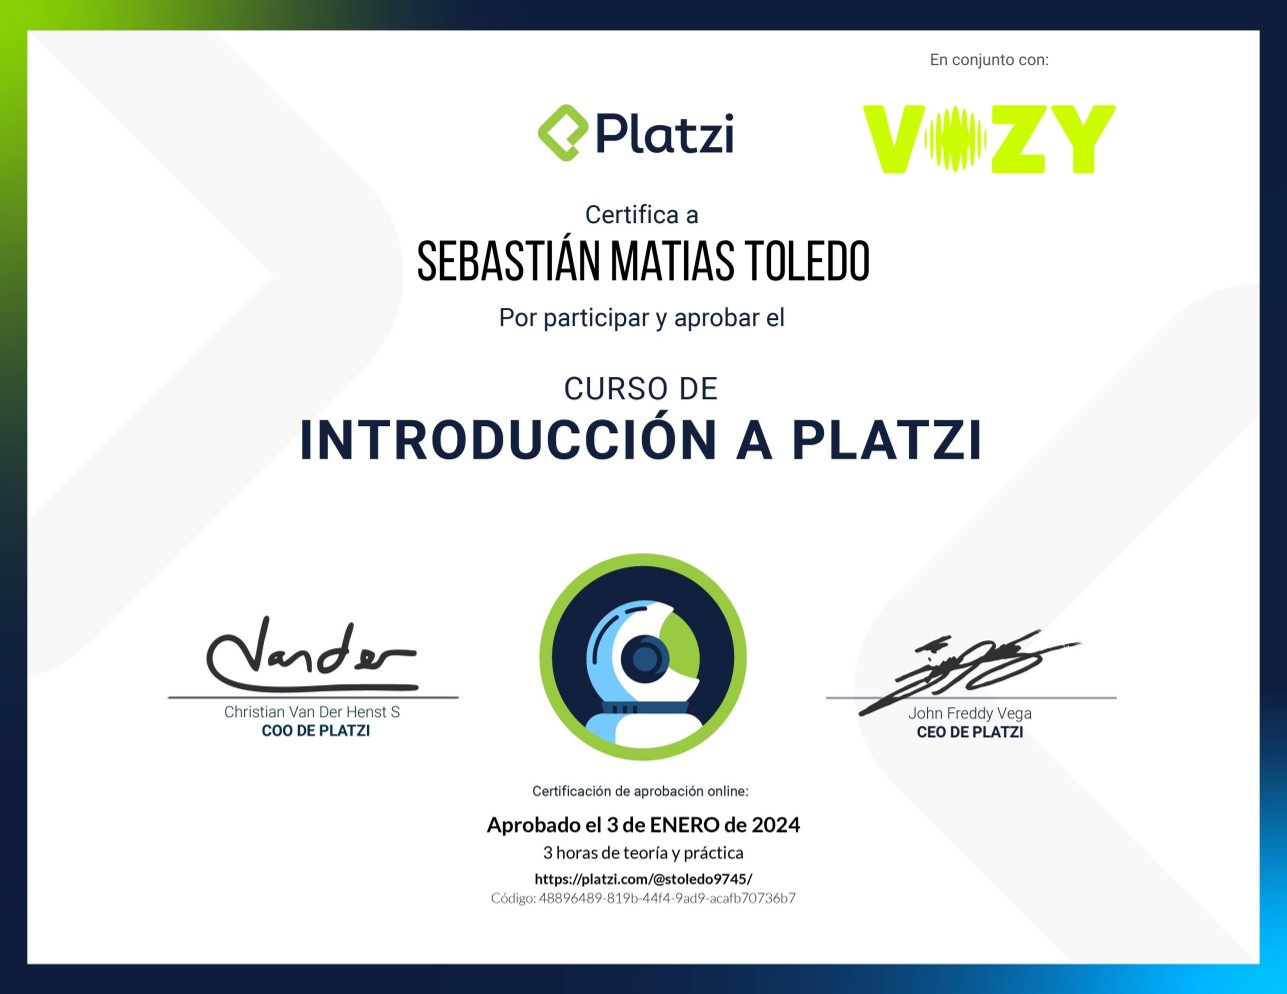 En conjunto con:
Platzi
VOZY
Certifica a
SEBASTIÁN MATIAS TOLEDO
Por participar y aprobar el
CURSO DE
INTRODUCCIÓN A PLATZI
Vander
Christian Van Der Henst S
COO DE PLATZI
John Freddy Vega
CEO DE PLATZI
Certificación de aprobación online:
Aprobado el 3 de ENERO de 2024
3 horas de teoría y práctica
https://platzi.com/@stoledo9745/
Código: 48896489-819b-44f4-9ad9-acafb70736b7